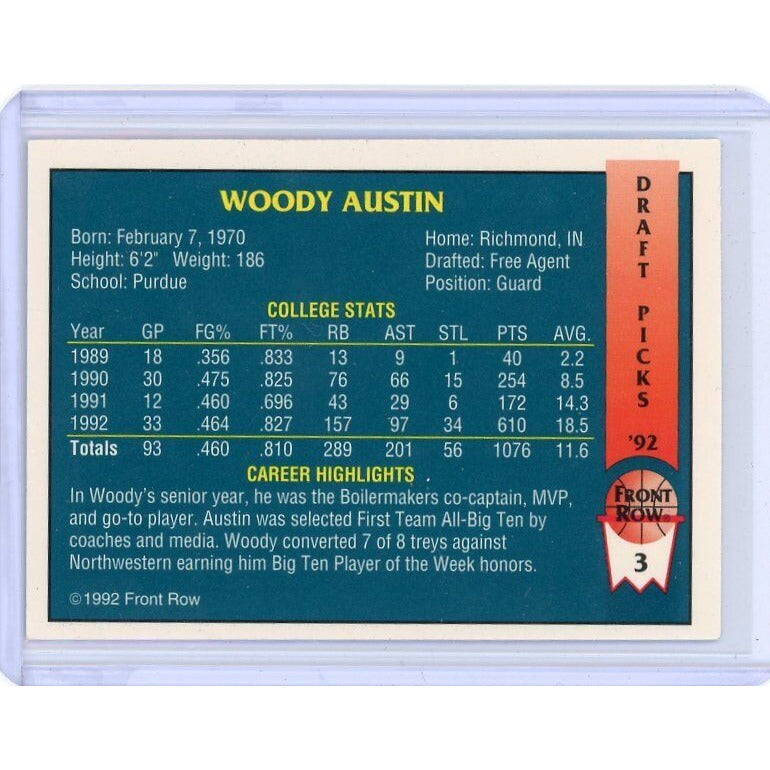 WOODY AUSTIN
Born: February 7, 1970
Height: 6'2" Weight: 186
School: Purdue
Home: Richmond, IN
Drafted: Free Agent
Position: Guard
COLLEGE STATS
Year GP FG% FT% RB AST STL PTS AVG.
1989 18 .356 .833 13 9 1 40 2.2
1990 30 .475 .825 76 66 15 254 8.5
1991 12 .460 .696 43 29 6 172 14.3
1992 33 .464 .827 157 97 34 610 18.5
Totals 93 .460 .810 289 201 56 1076 11.6
CAREER HIGHLIGHTS
In Woody's senior year, he was the Boilermakers co-captain, MVP,
and go-to player. Austin was selected First Team All-Big Ten by
coaches and media. Woody converted 7 of 8 treys against
Northwestern earning him Big Ten Player of the Week honors.
©1992 Front Row
DRAFT PICKS
'92
FRONT
ROW®
3